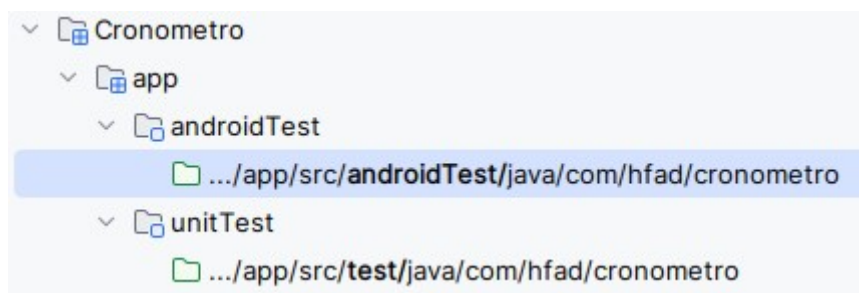 Cronometro
app
androidTest
.../app/src/androidTest/java/com/hfad/cronometro
unitTest
.../app/src/test/java/com/hfad/cronometro